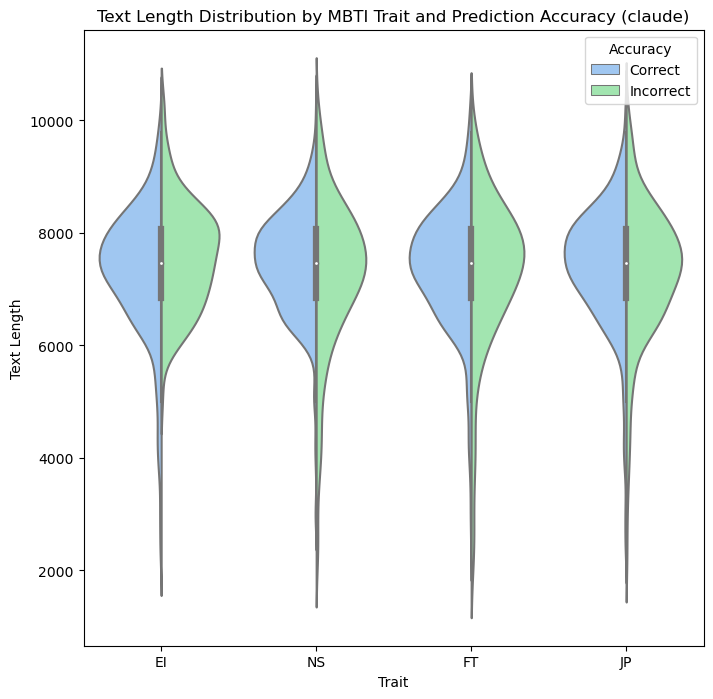 Text Length Distribution by MBTI Trait and Prediction Accuracy (claude)
Accuracy
Correct
Incorrect
10000
8000
6000
4000
2000
Text Length
EI
NS
FT
JP
Trait